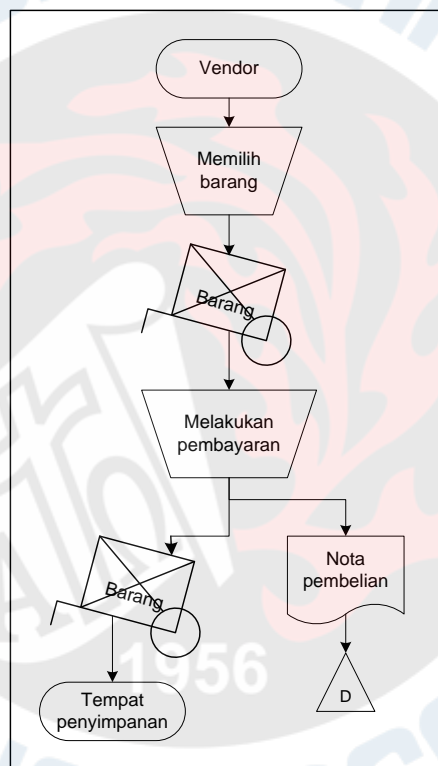 Vendor
Memilih
barang
Barang
Melakukan
pembayaran
Barang
Nota
pembelian
Tempat
penyimpanan
D
1956